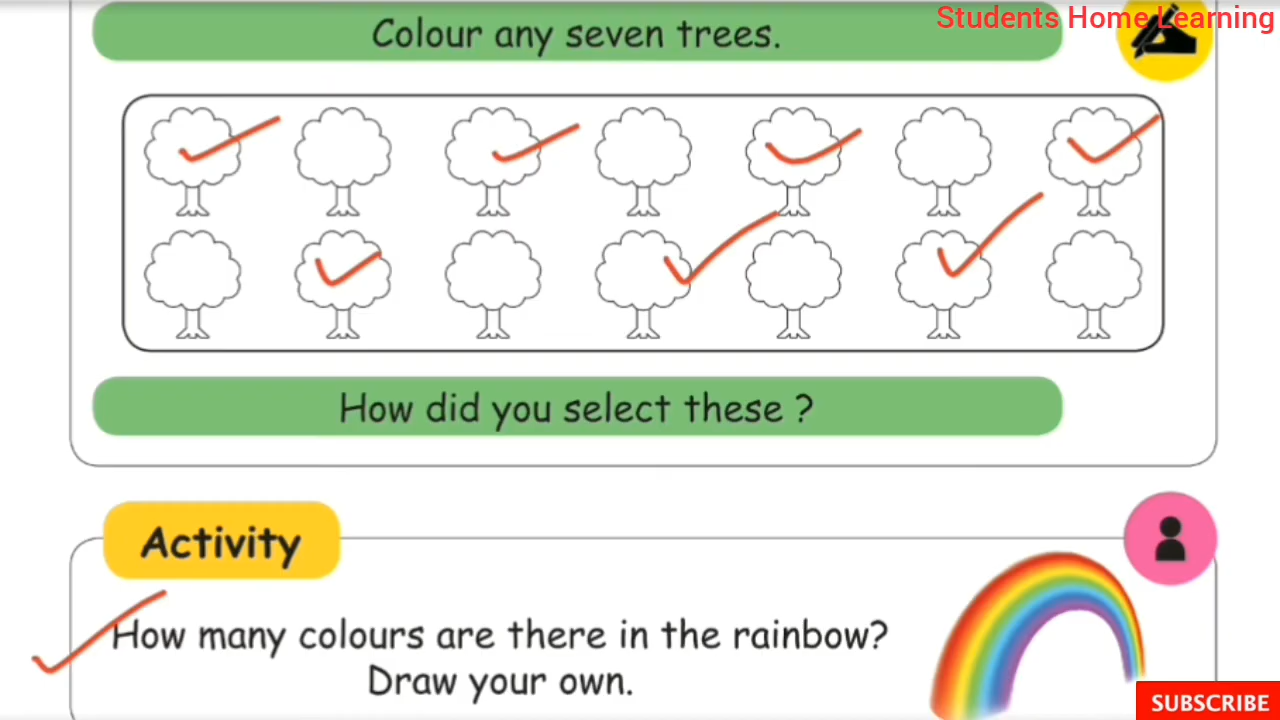 Students Home Learning
Colour any seven trees.
How did you select these ?
Activity
How many colours are there in the rainbow?
Draw your own.
SUBSCRIBE